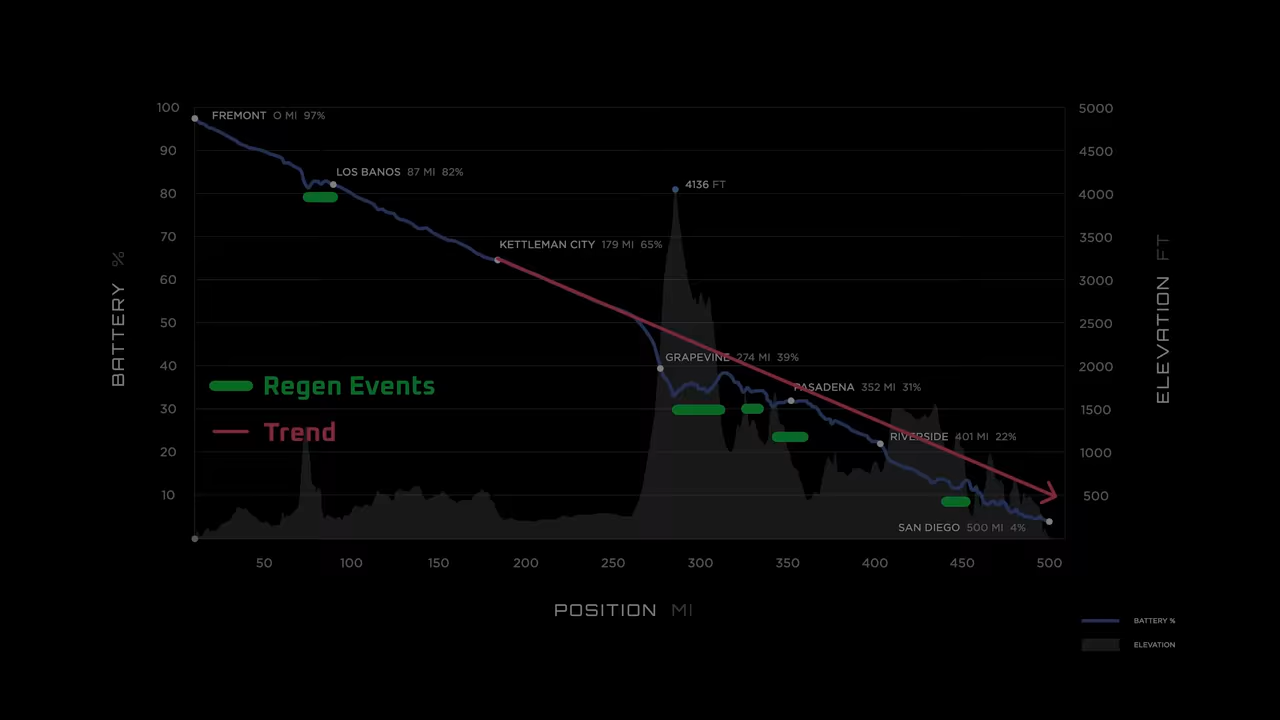 100
90
80
70
60
50
40
30
20
10
BATTERY %
5000
4500
4000
3500
3000
2500
2000
1500
1000
500
ELEVATION FT
FREMONT 0 MI 97%
LOS BANOS 87 MI 82%
4136 FT
KETTLEMAN CITY 179 MI 65%
GRAPEVINE 274 MI 39%
PASADENA 352 MI 31%
RIVERSIDE 401 MI 22%
SAN DIEGO 500 MI 4%
Regen Events
Trend
50 100 150 200 250 300 350 400 450 500
POSITION MI
BATTERY %
ELEVATION